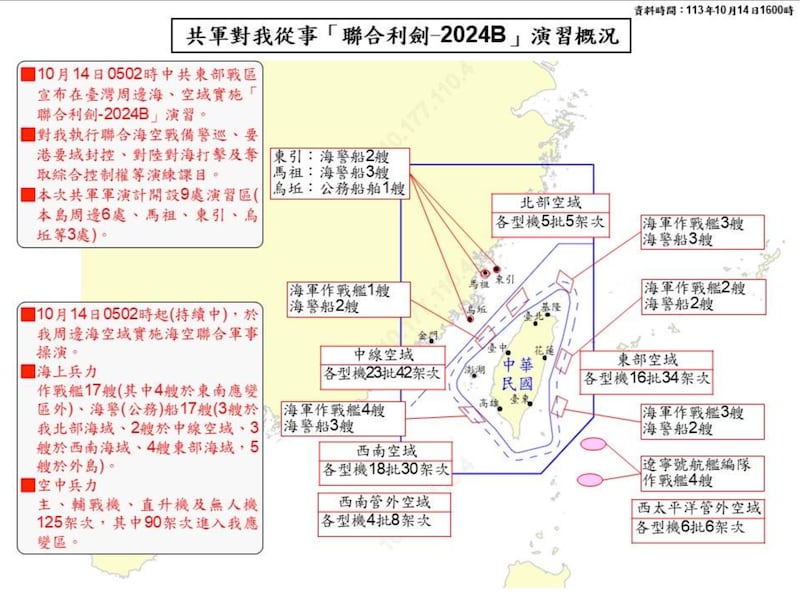 資料時間：113年10月14日1600時
共軍對我從事「聯合利劍-2024B」演習概況
10月14日0502時中共東部戰區
宣布在臺灣周邊海、空域實施「
聯合利劍-2024B」演習。
對我執行聯合海空戰備警巡、要
港要域封控、對陸對海打擊及奪
取綜合控制權等演練課目。
本次共軍軍演計開設9處演習區(
本島周邊6處、馬祖、東引、烏
坵等3處)。
10月14日0502時起(持續中)，於
我周邊海空域實施海空聯合軍事
操演。
海上兵力
作戰艦17艘(其中4艘於東南應變
區外)、海警(公務)船17艘(3艘於
我北部海域、2艘於中線空域、3
艘於西南海域、4艘東部海域，5
艘於外島)。
空中兵力
主、輔戰機、直升機及無人機
125架次，其中90架次進入我應
變區。
東引：海警船2艘
馬祖：海警船3艘
烏坵：公務船舶1艘
北部空域
各型機5批5架次
海軍作戰艦3艘
海警船3艘
海軍作戰艦1艘
海警船2艘
海軍作戰艦2艘
海警船2艘
中線空域
各型機23批42架次
東部空域
各型機16批34架次
海軍作戰艦4艘
海警船3艘
海軍作戰艦3艘
海警船2艘
西南空域
各型機18批30架次
遼寧號航艦編隊
作戰艦4艘
西南管外空域
各型機4批8架次
西太平洋管外空域
各型機6批6架次
馬祖
東引
烏坵
金門
基隆
臺北
臺中
花蓮
澎湖
中華
民國
高雄
臺東
10.177.110.4